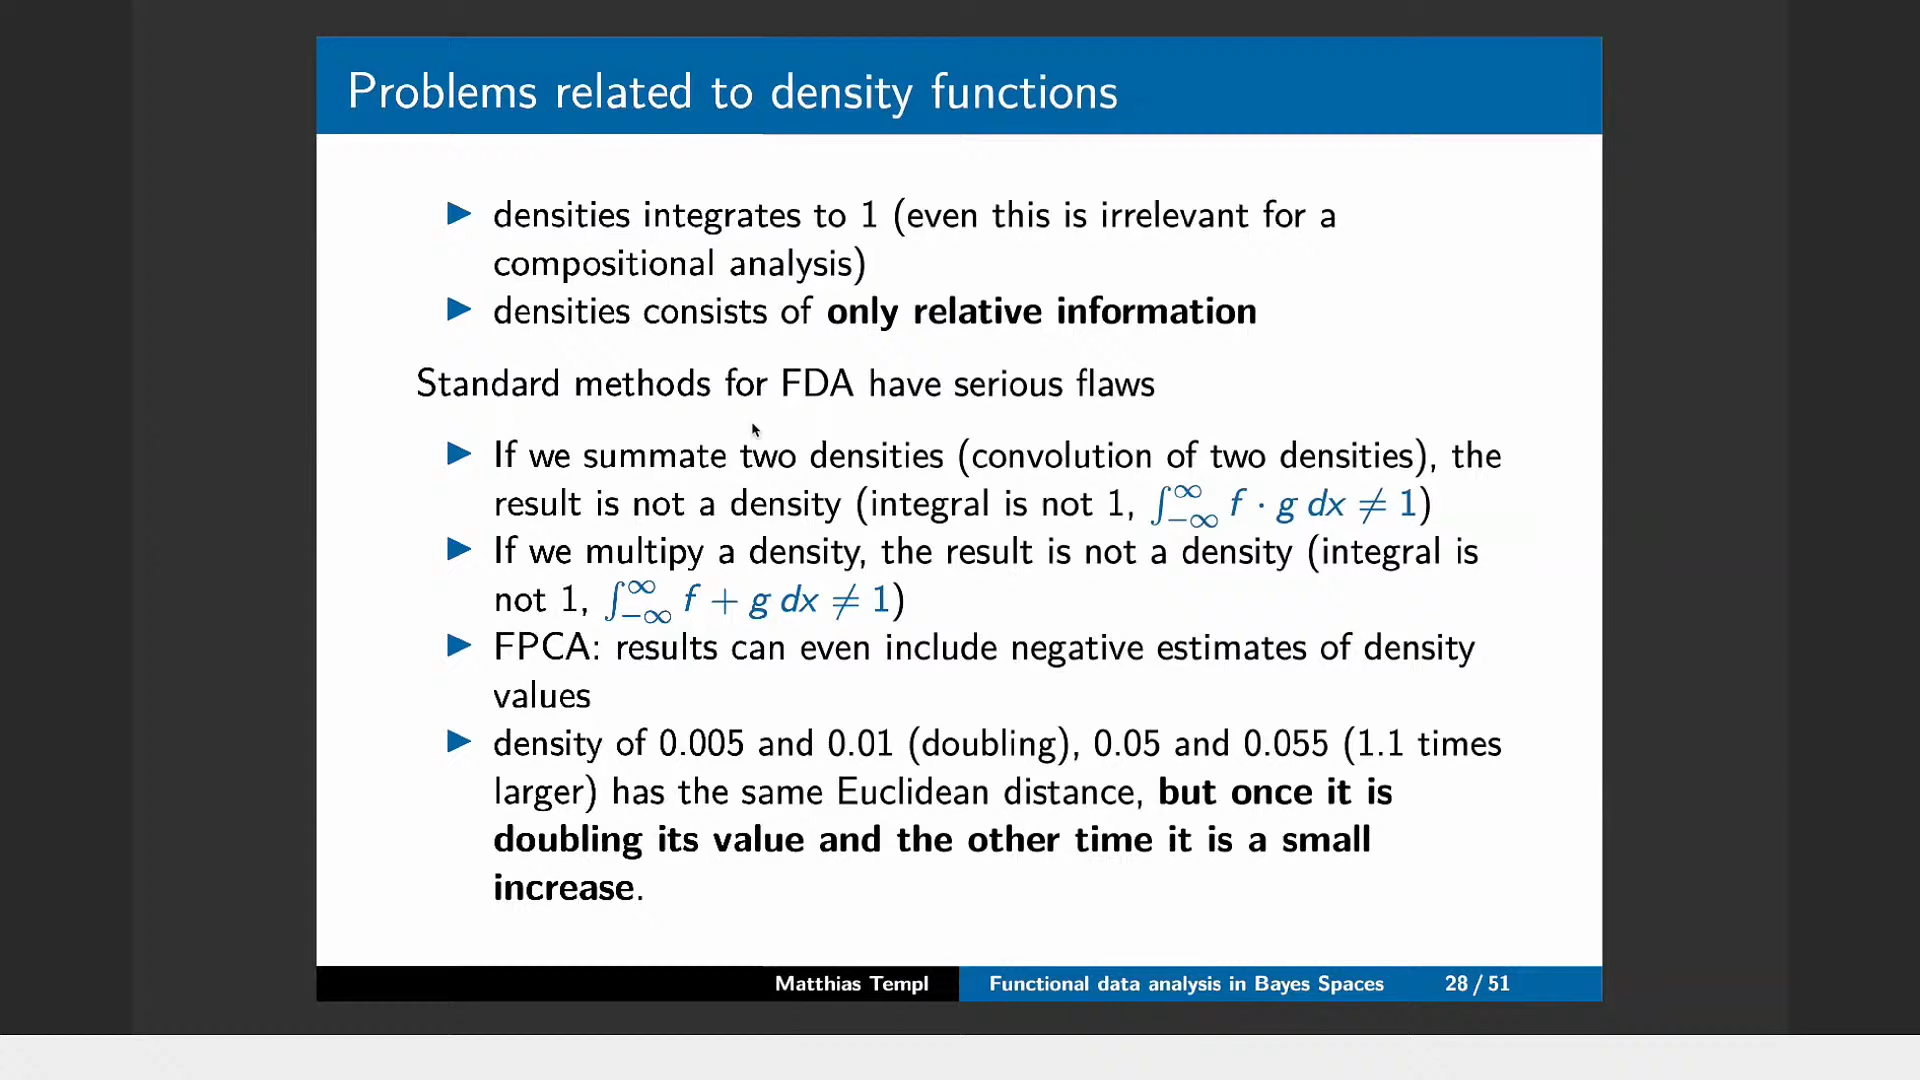 Problems related to density functions
▶ densities integrates to 1 (even this is irrelevant for a
compositional analysis)
▶ densities consists of only relative information
Standard methods for FDA have serious flaws
▶ If we summate two densities (convolution of two densities), the
result is not a density (integral is not 1, ∫_{−∞}^{∞} f · g dx ≠ 1)
▶ If we multipy a density, the result is not a density (integral is
not 1, ∫_{−∞}^{∞} f + g dx ≠ 1)
▶ FPCA: results can even include negative estimates of density
values
▶ density of 0.005 and 0.01 (doubling), 0.05 and 0.055 (1.1 times
larger) has the same Euclidean distance, but once it is
doubling its value and the other time it is a small
increase.
Matthias Templ Functional data analysis in Bayes Spaces 28 / 51